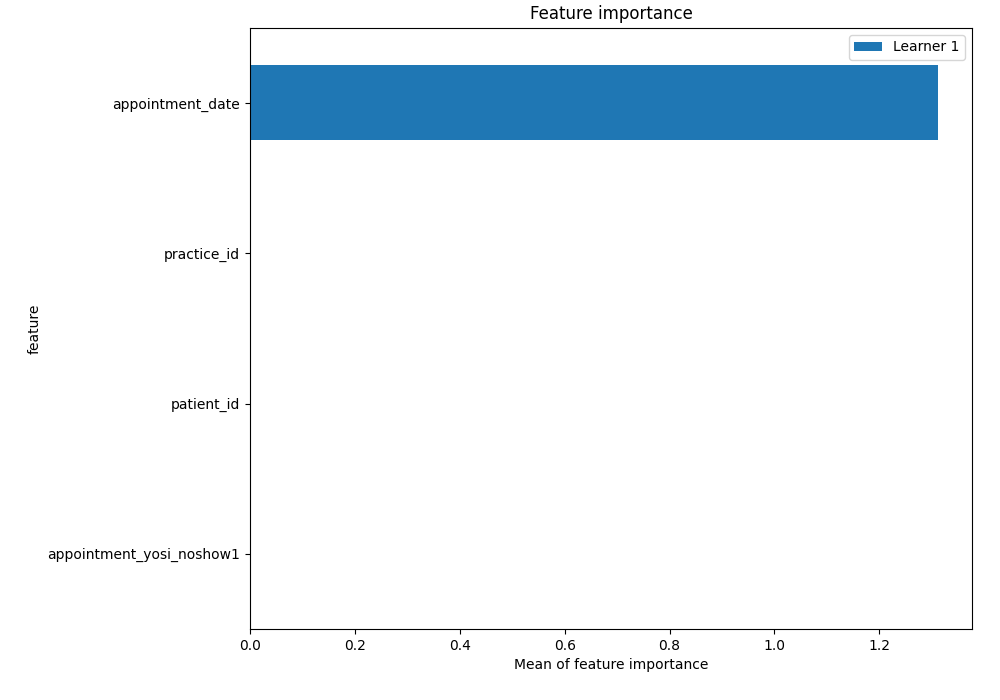 Feature importance
Learner 1
appointment_date
practice_id
patient_id
appointment_yosi_noshow1
feature
0.0 0.2 0.4 0.6 0.8 1.0 1.2
Mean of feature importance